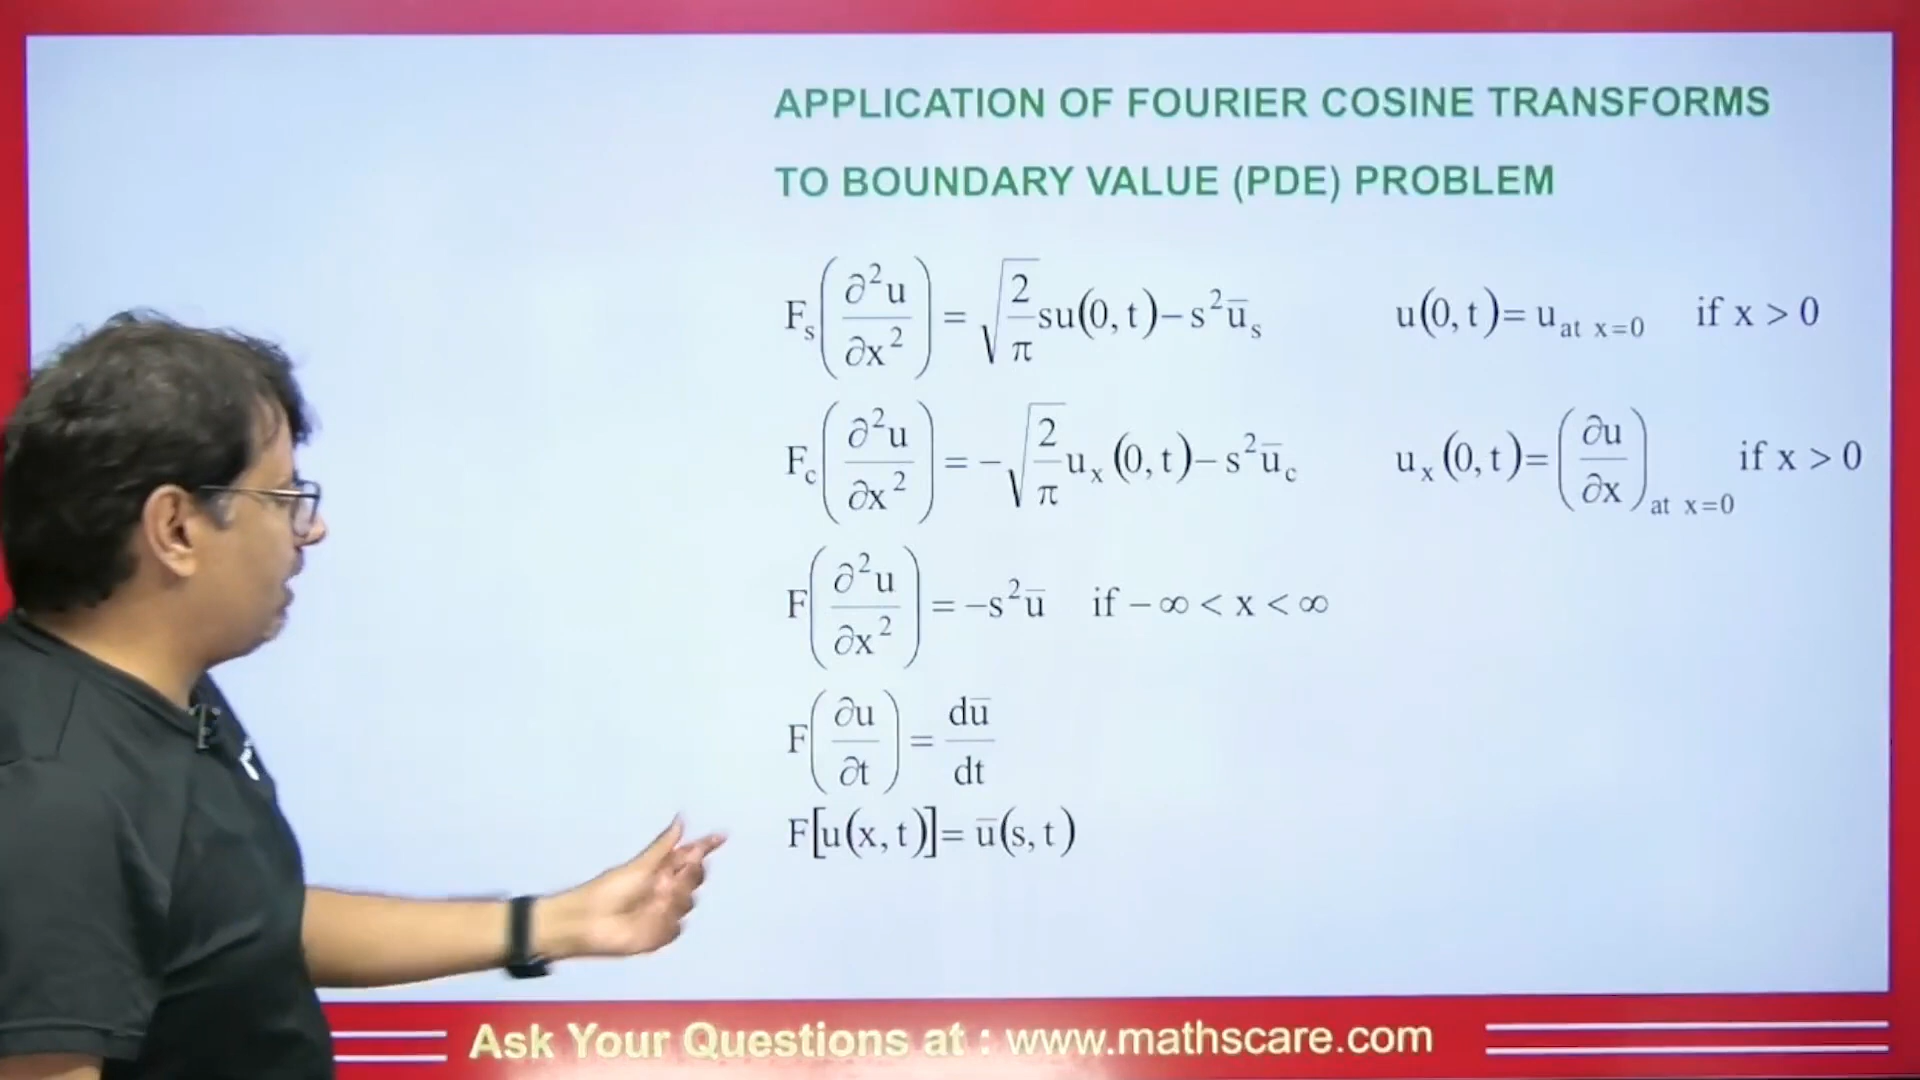 APPLICATION OF FOURIER COSINE TRANSFORMS
TO BOUNDARY VALUE (PDE) PROBLEM
F_s(∂²u/∂x²) = √(2/π) su(0, t) − s²ū_s    u(0, t) = u_at x=0    if x > 0
F_c(∂²u/∂x²) = −√(2/π) u_x(0, t) − s²ū_c    u_x(0, t) = (∂u/∂x)_at x=0    if x > 0
F(∂²u/∂x²) = −s²ū    if −∞ < x < ∞
F(∂u/∂t) = dū/dt
F[u(x, t)] = ū(s, t)
Ask Your Questions at : www.mathscare.com